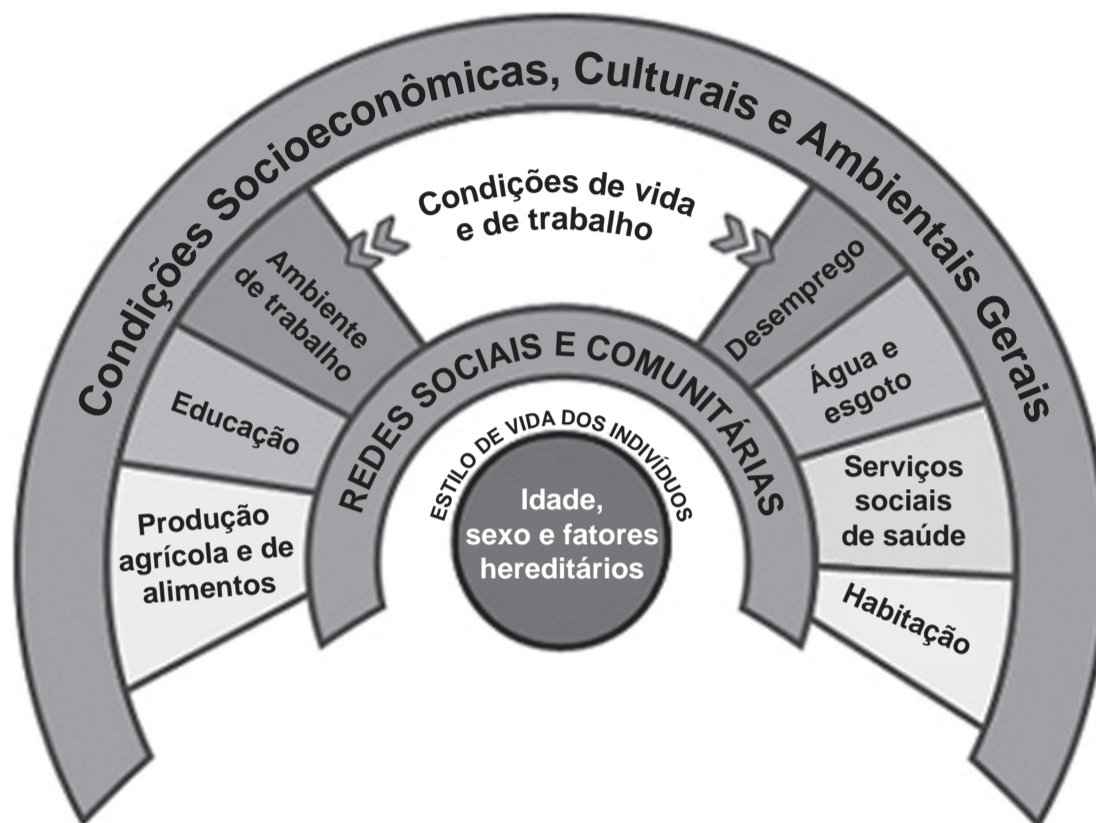 Condições Socioeconômicas, Culturais e Ambientais Gerais
Condições de vida
e de trabalho
Ambiente
de trabalho
Educação
Produção
agrícola e de
alimentos
Desemprego
Água e
esgoto
Serviços
sociais
de saúde
Habitação
REDES SOCIAIS E COMUNITÁRIAS
ESTILO DE VIDA DOS INDIVÍDUOS
Idade,
sexo e fatores
hereditários